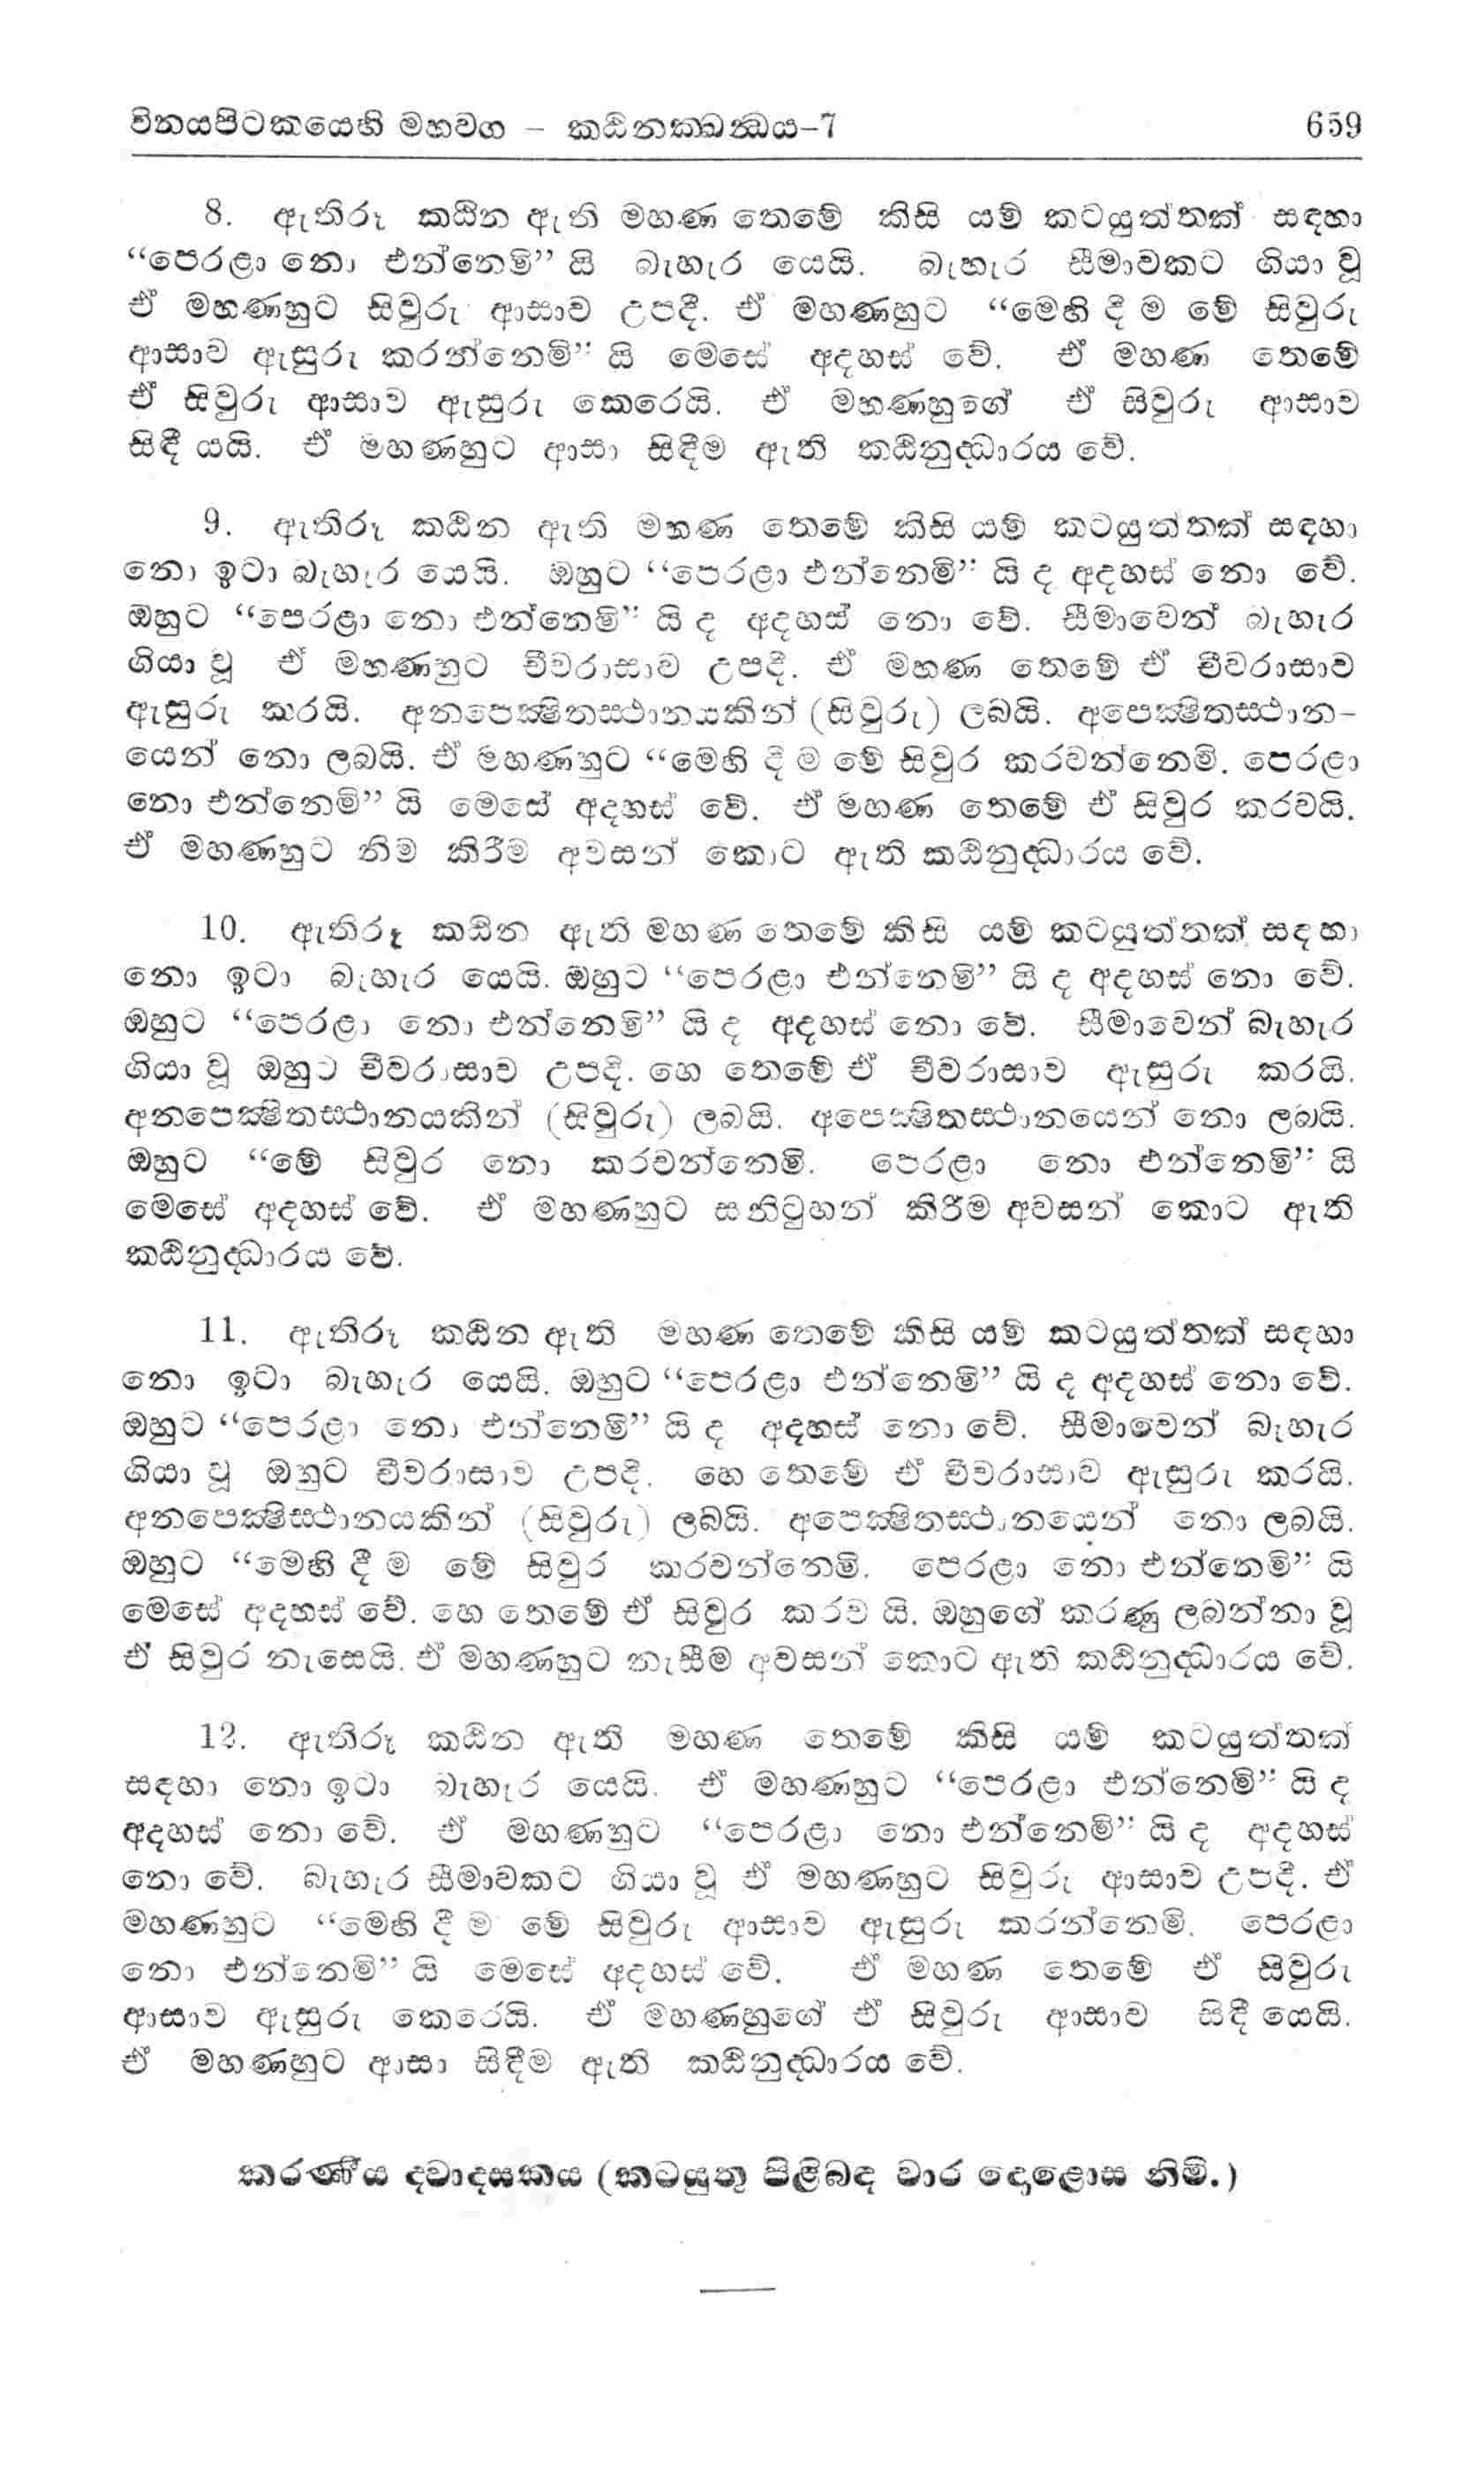 විනයපිටකයෙහි මහවග – කඨිනක්ඛන්ධය–7 659
8. ඇතිරූ කඨින ඇති මහණ තෙමේ කිසි යම් කටයුත්තක් සඳහා
“පෙරළා නො එන්නෙමි” යි බැහැර යෙයි. බැහැර සීමාවකට ගියා වූ
ඒ මහණහුට සිවුරු ආසාව උපදී. ඒ මහණහුට “මෙහි දී ම මේ සිවුරු
ආසාව ඇසුරු කරන්නෙමි” යි මෙසේ අදහස් වේ. ඒ මහණ තෙමේ
ඒ සිවුරු ආසාව ඇසුරු කෙරෙයි. ඒ මහණහුගේ ඒ සිවුරු ආසාව
සිඳී යයි. ඒ මහණහුට ආසා සිඳීම ඇති කඨිනුද්ධාරය වේ.
9. ඇතිරූ කඨින ඇති මහණ තෙමේ කිසි යම් කටයුත්තක් සඳහා
නො ඉටා බැහැර යෙයි. ඔහුට “පෙරළා එන්නෙමි” යි ද අදහස් නො වේ.
ඔහුට “පෙරළා නො එන්නෙමි” යි ද අදහස් නො වේ. සීමාවෙන් බැහැර
ගියා වූ ඒ මහණහුට චීවරාසාව උපදී. ඒ මහණ තෙමේ ඒ චීවරාසාව
ඇසුරු කරයි. අනපෙක්ෂිතස්ථානයකින් (සිවුරු) ලබයි. අපෙක්ෂිතස්ථාන-
යෙන් නො ලබයි. ඒ මහණහුට “මෙහි දී ම මේ සිවුර කරවන්නෙමි. පෙරළා
නො එන්නෙමි” යි මෙසේ අදහස් වේ. ඒ මහණ තෙමේ ඒ සිවුර කරවයි.
ඒ මහණහුට නිම කිරීම අවසන් කොට ඇති කඨිනුද්ධාරය වේ.
10. ඇතිරූ කඨින ඇති මහණ තෙමේ කිසි යම් කටයුත්තක් සඳහා
නො ඉටා බැහැර යෙයි. ඔහුට “පෙරළා එන්නෙමි” යි ද අදහස් නො වේ.
ඔහුට “පෙරළා නො එන්නෙමි” යි ද අදහස් නො වේ. සීමාවෙන් බැහැර
ගියා වූ ඔහුට චීවරාසාව උපදී. හෙ තෙමේ ඒ චීවරාසාව ඇසුරු කරයි.
අනපෙක්ෂිතස්ථානයකින් (සිවුරු) ලබයි. අපෙක්ෂිතස්ථානයෙන් නො ලබයි.
ඔහුට “මේ සිවුර නො කරවන්නෙමි. පෙරළා නො එන්නෙමි” යි
මෙසේ අදහස් වේ. ඒ මහණහුට සනිටුහන් කිරීම අවසන් කොට ඇති
කඨිනුද්ධාරය වේ.
11. ඇතිරූ කඨින ඇති මහණ තෙමේ කිසි යම් කටයුත්තක් සඳහා
නො ඉටා බැහැර යෙයි. ඔහුට “පෙරළා එන්නෙමි” යි ද අදහස් නො වේ.
ඔහුට “පෙරළා නො එන්නෙමි” යි ද අදහස් නො වේ. සීමාවෙන් බැහැර
ගියා වූ ඔහුට චීවරාසාව උපදී. හෙ තෙමේ ඒ චීවරාසාව ඇසුරු කරයි.
අනපෙක්ෂිස්ථානයකින් (සිවුරු) ලබයි. අපෙක්ෂිතස්ථානයෙන් නො ලබයි.
ඔහුට “මෙහි දී ම මේ සිවුර කරවන්නෙමි. පෙරළා නො එන්නෙමි” යි
මෙසේ අදහස් වේ. හෙ තෙමේ ඒ සිවුර කරව යි. ඔහුගේ කරණු ලබන්නා වූ
ඒ සිවුර නැසෙයි. ඒ මහණහුට නැසීම අවසන් කොට ඇති කඨිනුද්ධාරය වේ.
12. ඇතිරූ කඨින ඇති මහණ තෙමේ කිසි යම් කටයුත්තක්
සඳහා නො ඉටා බැහැර යෙයි. ඒ මහණහුට “පෙරළා එන්නෙමි” යි ද
අදහස් නො වේ. ඒ මහණහුට “පෙරළා නො එන්නෙමි” යි ද අදහස්
නො වේ. බැහැර සීමාවකට ගියා වූ ඒ මහණහුට සිවුරු ආසාව උපදී. ඒ
මහණහුට “මෙහි දී ම මේ සිවුරු ආසාව ඇසුරු කරන්නෙමි. පෙරළා
නො එන්නෙමි” යි මෙසේ අදහස් වේ. ඒ මහණ තෙමේ ඒ සිවුරු
ආසාව ඇසුරු කෙරෙයි. ඒ මහණහුගේ ඒ සිවුරු ආසාව සිඳී යෙයි.
ඒ මහණහුට ආසා සිඳීම ඇති කඨිනුද්ධාරය වේ.
කරණීය ද්වාදසකය (කටයුතු පිළිබඳ වාර දොළොස නිමි.)